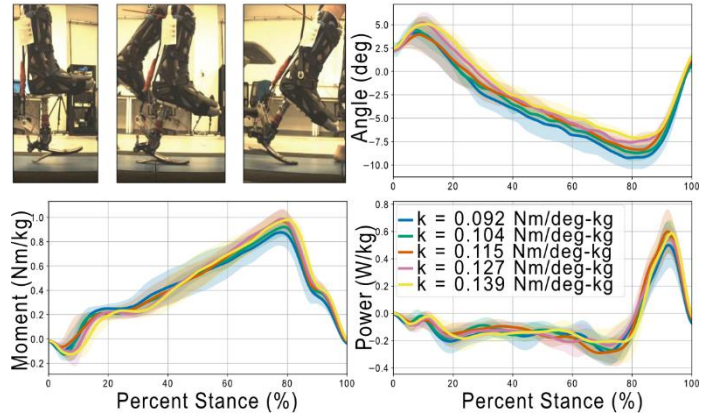 Angle (deg)
5.0
2.5
0.0
-2.5
-5.0
-7.5
-10.0
0 20 40 60 80 100
Moment (Nm/kg)
1.0
0.8
0.6
0.4
0.2
0.0
-0.2
0 20 40 60 80 100
Percent Stance (%)
Power (W/kg)
0.8
0.6
0.4
0.2
0.0
-0.2
-0.4
k = 0.092 Nm/deg-kg
k = 0.104 Nm/deg-kg
k = 0.115 Nm/deg-kg
k = 0.127 Nm/deg-kg
k = 0.139 Nm/deg-kg
0 20 40 60 80 100
Percent Stance (%)